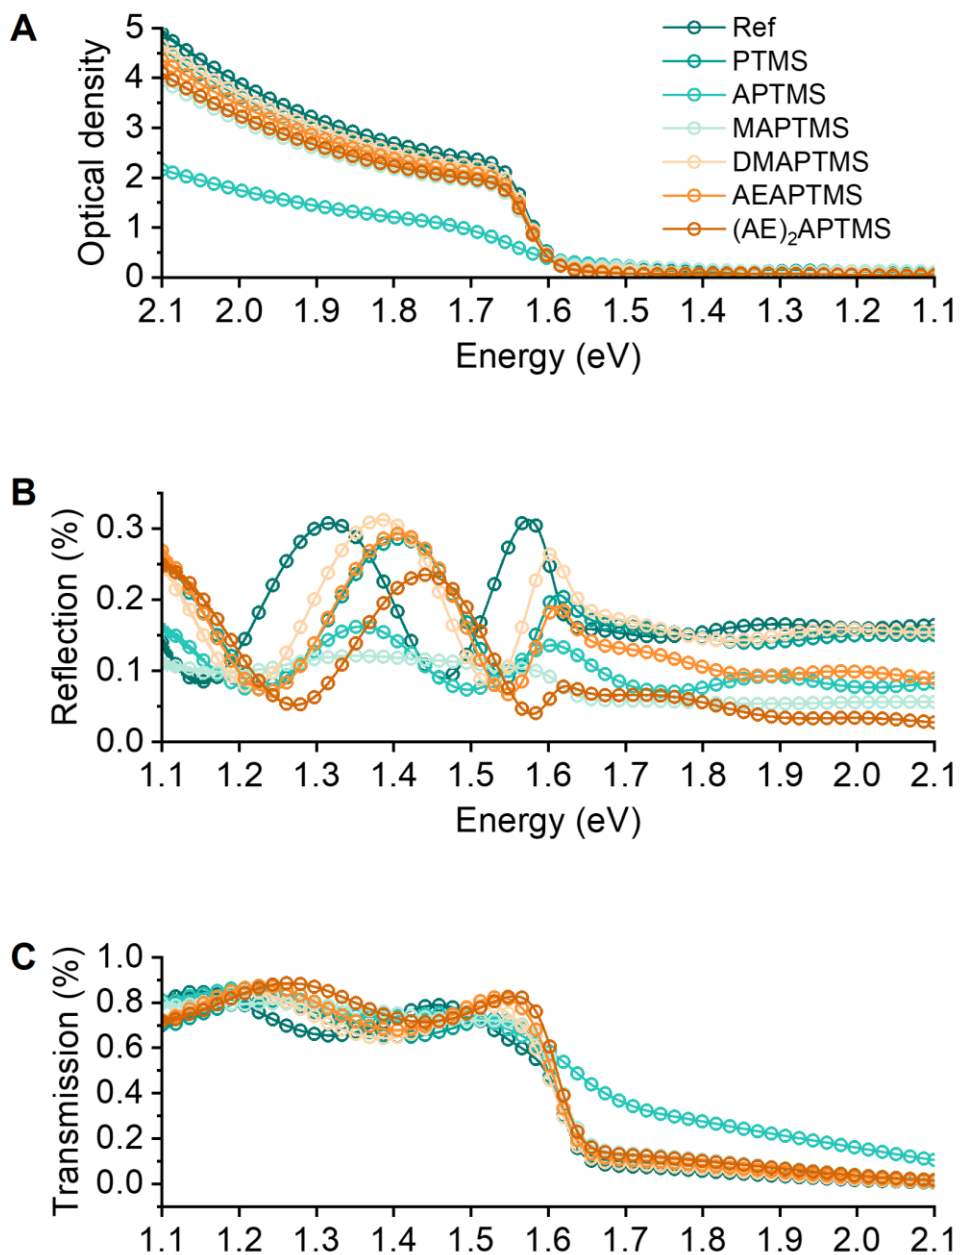 A
Optical density
5
4
3
2
1
0
Ref
PTMS
APTMS
MAPTMS
DMAPTMS
AEAPTMS
(AE)₂APTMS
2.1 2.0 1.9 1.8 1.7 1.6 1.5 1.4 1.3 1.2 1.1
Energy (eV)
B
Reflection (%)
0.3
0.2
0.1
0.0
1.1 1.2 1.3 1.4 1.5 1.6 1.7 1.8 1.9 2.0 2.1
Energy (eV)
C
Transmission (%)
1.0
0.8
0.6
0.4
0.2
0.0
1.1 1.2 1.3 1.4 1.5 1.6 1.7 1.8 1.9 2.0 2.1